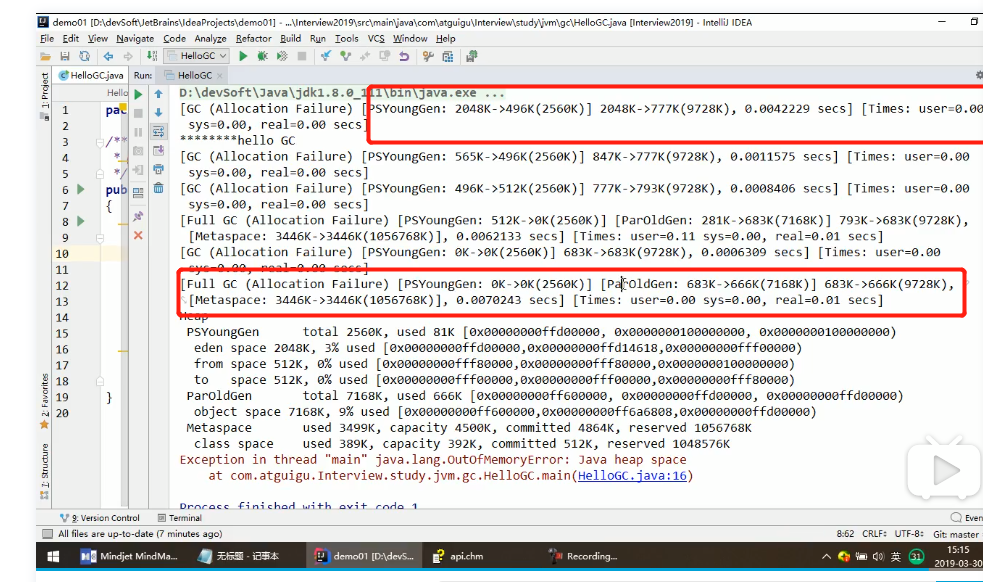 demo01 [D:\devSoft\JetBrains\IdeaProjects\demo01] - ...\Interview2019\src\main\java\com\atguigu\Interview\study\jvm\gc\HelloGC.java [Interview2019] - IntelliJ IDEA
File Edit View Navigate Code Analyze Refactor Build Run Tools VCS Window Help
HelloGC
HelloGC.java Run: HelloGC
1: Project
Hello
D:\devSoft\Java\jdk1.8.0_111\bin\java.exe ...
1 pac [GC (Allocation Failure) [PSYoungGen: 2048K->496K(2560K)] 2048K->777K(9728K), 0.0042229 secs] [Times: user=0.00
2 sys=0.00, real=0.00 secs]
3 /** ********hello GC
4 * [GC (Allocation Failure) [PSYoungGen: 565K->496K(2560K)] 847K->777K(9728K), 0.0011575 secs] [Times: user=0.00
5 */ sys=0.00, real=0.00 secs]
6 pub [GC (Allocation Failure) [PSYoungGen: 496K->512K(2560K)] 777K->793K(9728K), 0.0008406 secs] [Times: user=0.00
7 { sys=0.00, real=0.00 secs]
8 [Full GC (Allocation Failure) [PSYoungGen: 512K->0K(2560K)] [ParOldGen: 281K->683K(7168K)] 793K->683K(9728K),
9 [Metaspace: 3446K->3446K(1056768K)], 0.0062133 secs] [Times: user=0.11 sys=0.00, real=0.01 secs]
10 [GC (Allocation Failure) [PSYoungGen: 0K->0K(2560K)] 683K->683K(9728K), 0.0006309 secs] [Times: user=0.00
11 sys=0.00, real=0.00 secs]
12 [Full GC (Allocation Failure) [PSYoungGen: 0K->0K(2560K)] [ParOldGen: 683K->666K(7168K)] 683K->666K(9728K),
13 [Metaspace: 3446K->3446K(1056768K)], 0.0070243 secs] [Times: user=0.00 sys=0.00, real=0.01 secs]
14 Heap
15 PSYoungGen total 2560K, used 81K [0x00000000ffd00000, 0x0000000100000000, 0x0000000100000000)
16 eden space 2048K, 3% used [0x00000000ffd00000,0x00000000ffd14618,0x00000000fff00000)
17 from space 512K, 0% used [0x00000000fff80000,0x00000000fff80000,0x0000000100000000)
18 to space 512K, 0% used [0x00000000fff00000,0x00000000fff00000,0x00000000fff80000)
19 } ParOldGen total 7168K, used 666K [0x00000000ff600000, 0x00000000ffd00000, 0x00000000ffd00000)
20 object space 7168K, 9% used [0x00000000ff600000,0x00000000ff6a6808,0x00000000ffd00000)
Metaspace used 3499K, capacity 4500K, committed 4864K, reserved 1056768K
class space used 389K, capacity 392K, committed 512K, reserved 1048576K
Exception in thread "main" java.lang.OutOfMemoryError: Java heap space
at com.atguigu.Interview.study.jvm.gc.HelloGC.main(HelloGC.java:16)
Process finished with exit code 1
2: Favorites
7: Structure
9: Version Control Terminal Even
All files are up-to-date (7 minutes ago) 8:62 CRLF UTF-8 Git: master
Mindjet MindMa... 无标题 - 记事本 demo01 [D:\devS... api.chm Recording... 英 31 15:15
2019-03-30